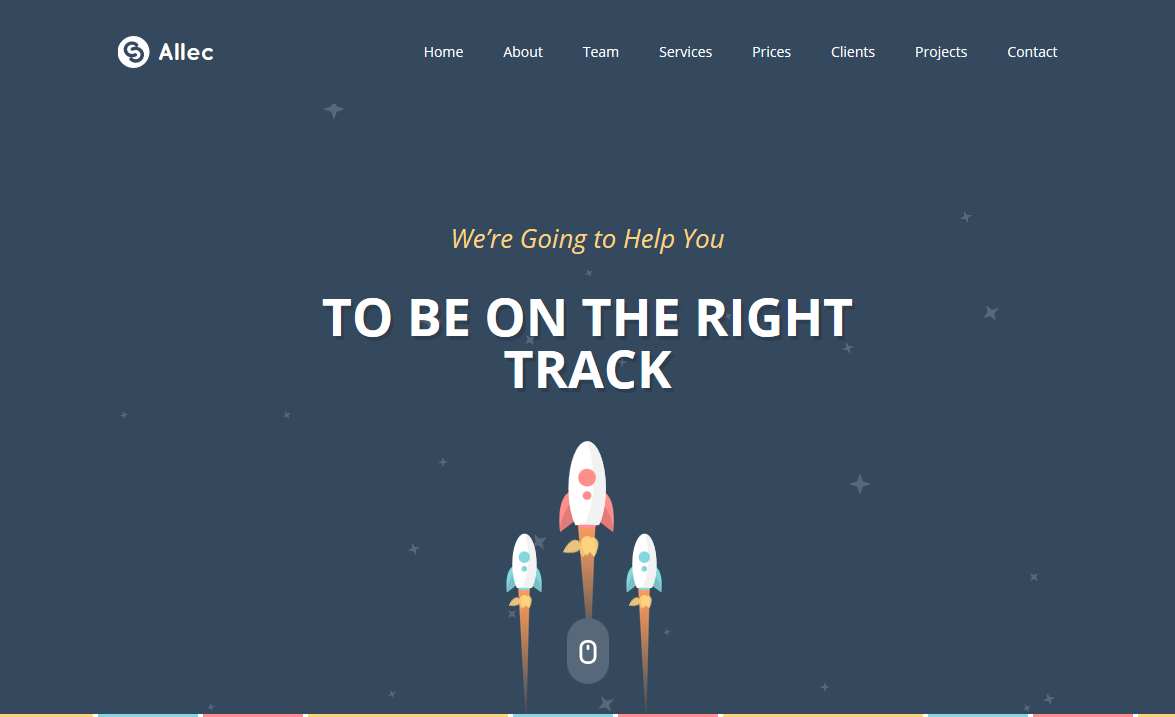 Allec
Home About Team Services Prices Clients Projects Contact
We’re Going to Help You
TO BE ON THE RIGHT
TRACK